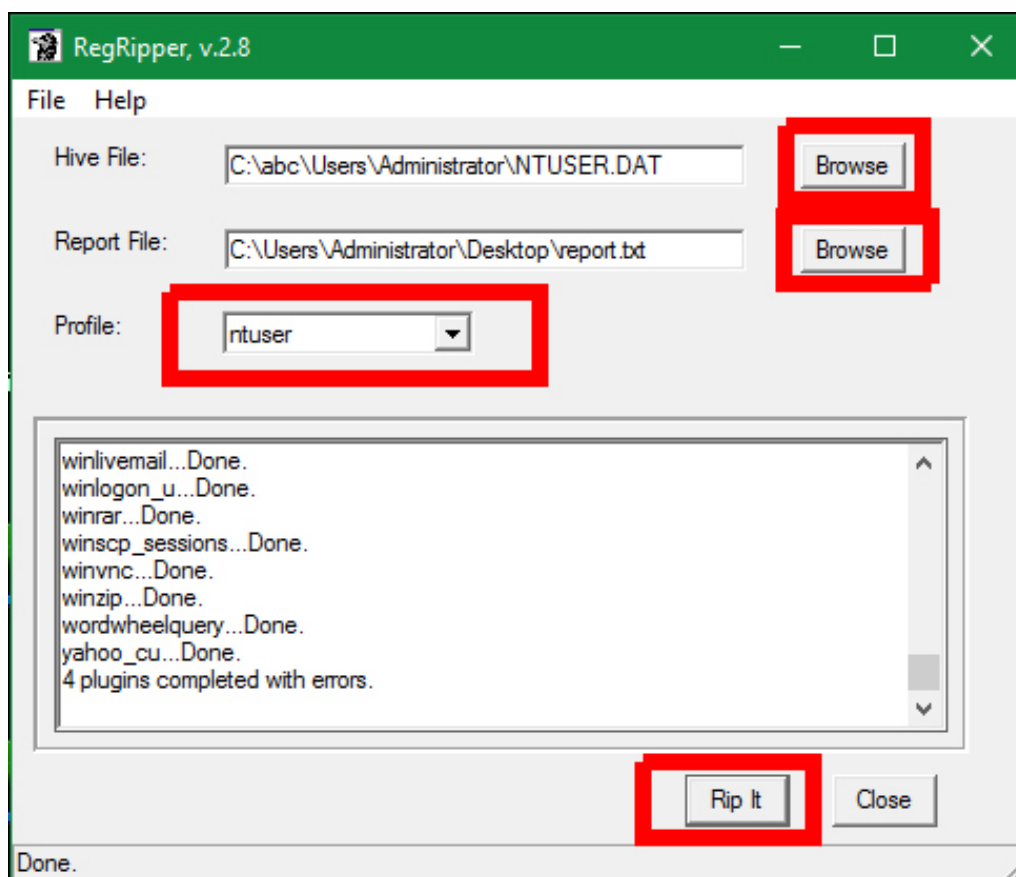 RegRipper, v.2.8
File Help
Hive File: C:\abc\Users\Administrator\NTUSER.DAT Browse
Report File: C:\Users\Administrator\Desktop\report.txt Browse
Profile: ntuser
winlivemail...Done.
winlogon_u...Done.
winrar...Done.
winscp_sessions...Done.
winvnc...Done.
winzip...Done.
wordwheelquery...Done.
yahoo_cu...Done.
4 plugins completed with errors.
Rip It Close
Done.